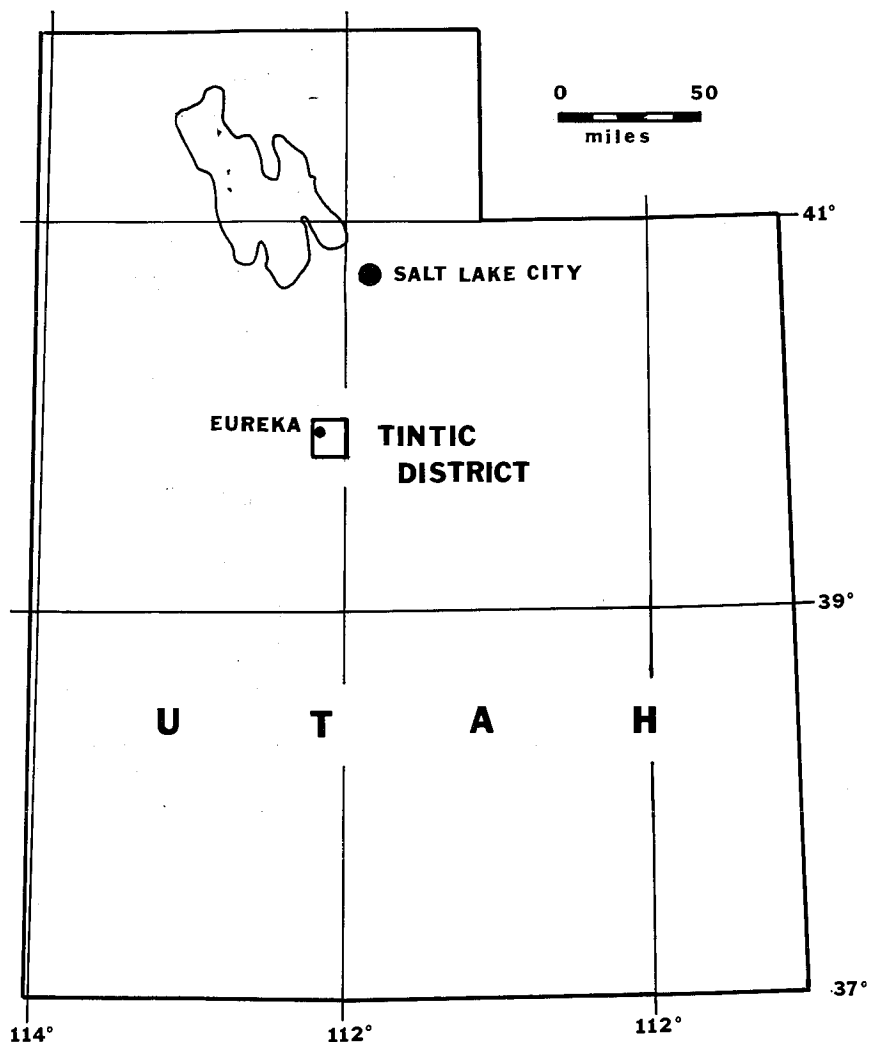 0 50
miles
41°
SALT LAKE CITY
EUREKA
TINTIC
DISTRICT
39°
U T A H
37°
114° 112° 112°